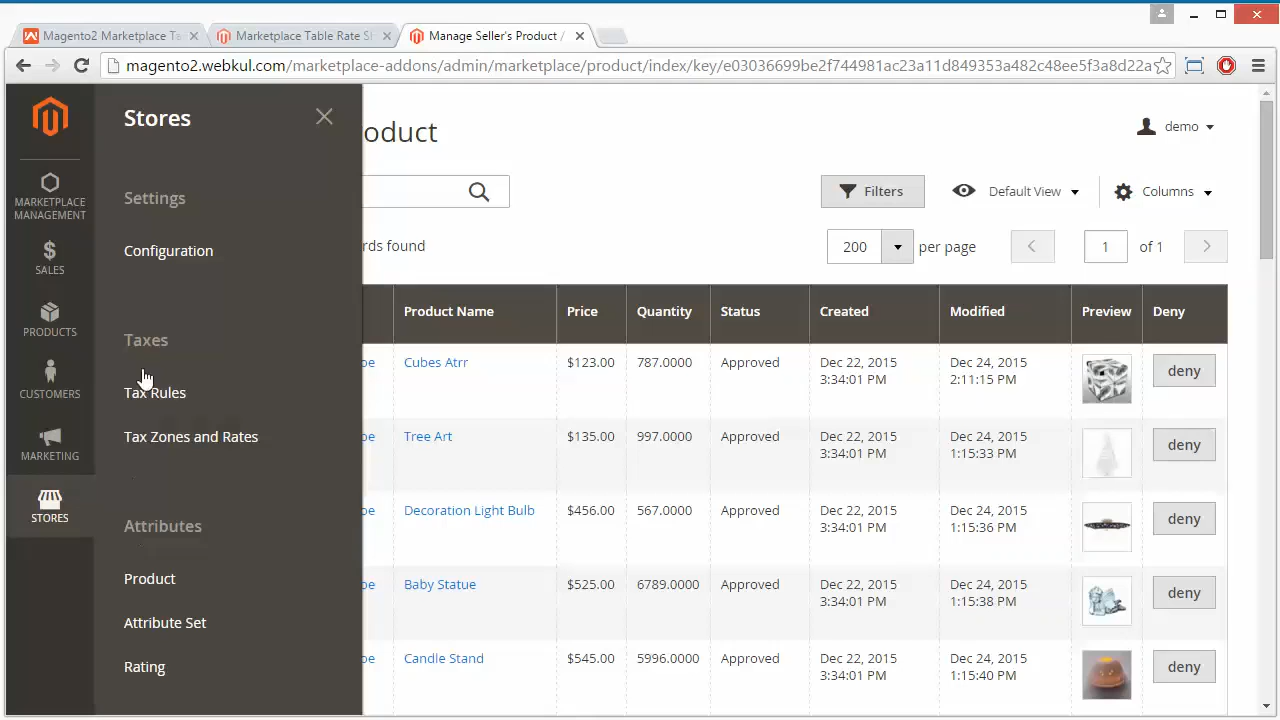 Magento2 Marketplace Ta
Marketplace Table Rate S
Manage Seller's Product /
magento2.webkul.com/marketplace-addons/admin/marketplace/product/index/key/e03036699be2f744981ac23a11d849353a482c48ee5f3a8d22a
Stores
Settings
Configuration
Taxes
Tax Rules
Tax Zones and Rates
Attributes
Product
Attribute Set
Rating
MARKETPLACE
MANAGEMENT
SALES
PRODUCTS
CUSTOMERS
MARKETING
STORES
oduct
demo
Filters
Default View
Columns
rds found
200
per page
1
of 1
Product Name Price Quantity Status Created Modified Preview Deny
oe Cubes Atrr $123.00 787.0000 Approved Dec 22, 2015 Dec 24, 2015 deny
3:34:01 PM 2:11:15 PM
oe Tree Art $135.00 997.0000 Approved Dec 22, 2015 Dec 24, 2015 deny
3:34:01 PM 1:15:33 PM
oe Decoration Light Bulb $456.00 567.0000 Approved Dec 22, 2015 Dec 24, 2015 deny
3:34:01 PM 1:15:36 PM
oe Baby Statue $525.00 6789.0000 Approved Dec 22, 2015 Dec 24, 2015 deny
3:34:01 PM 1:15:38 PM
oe Candle Stand $545.00 5996.0000 Approved Dec 22, 2015 Dec 24, 2015 deny
3:34:01 PM 1:15:40 PM